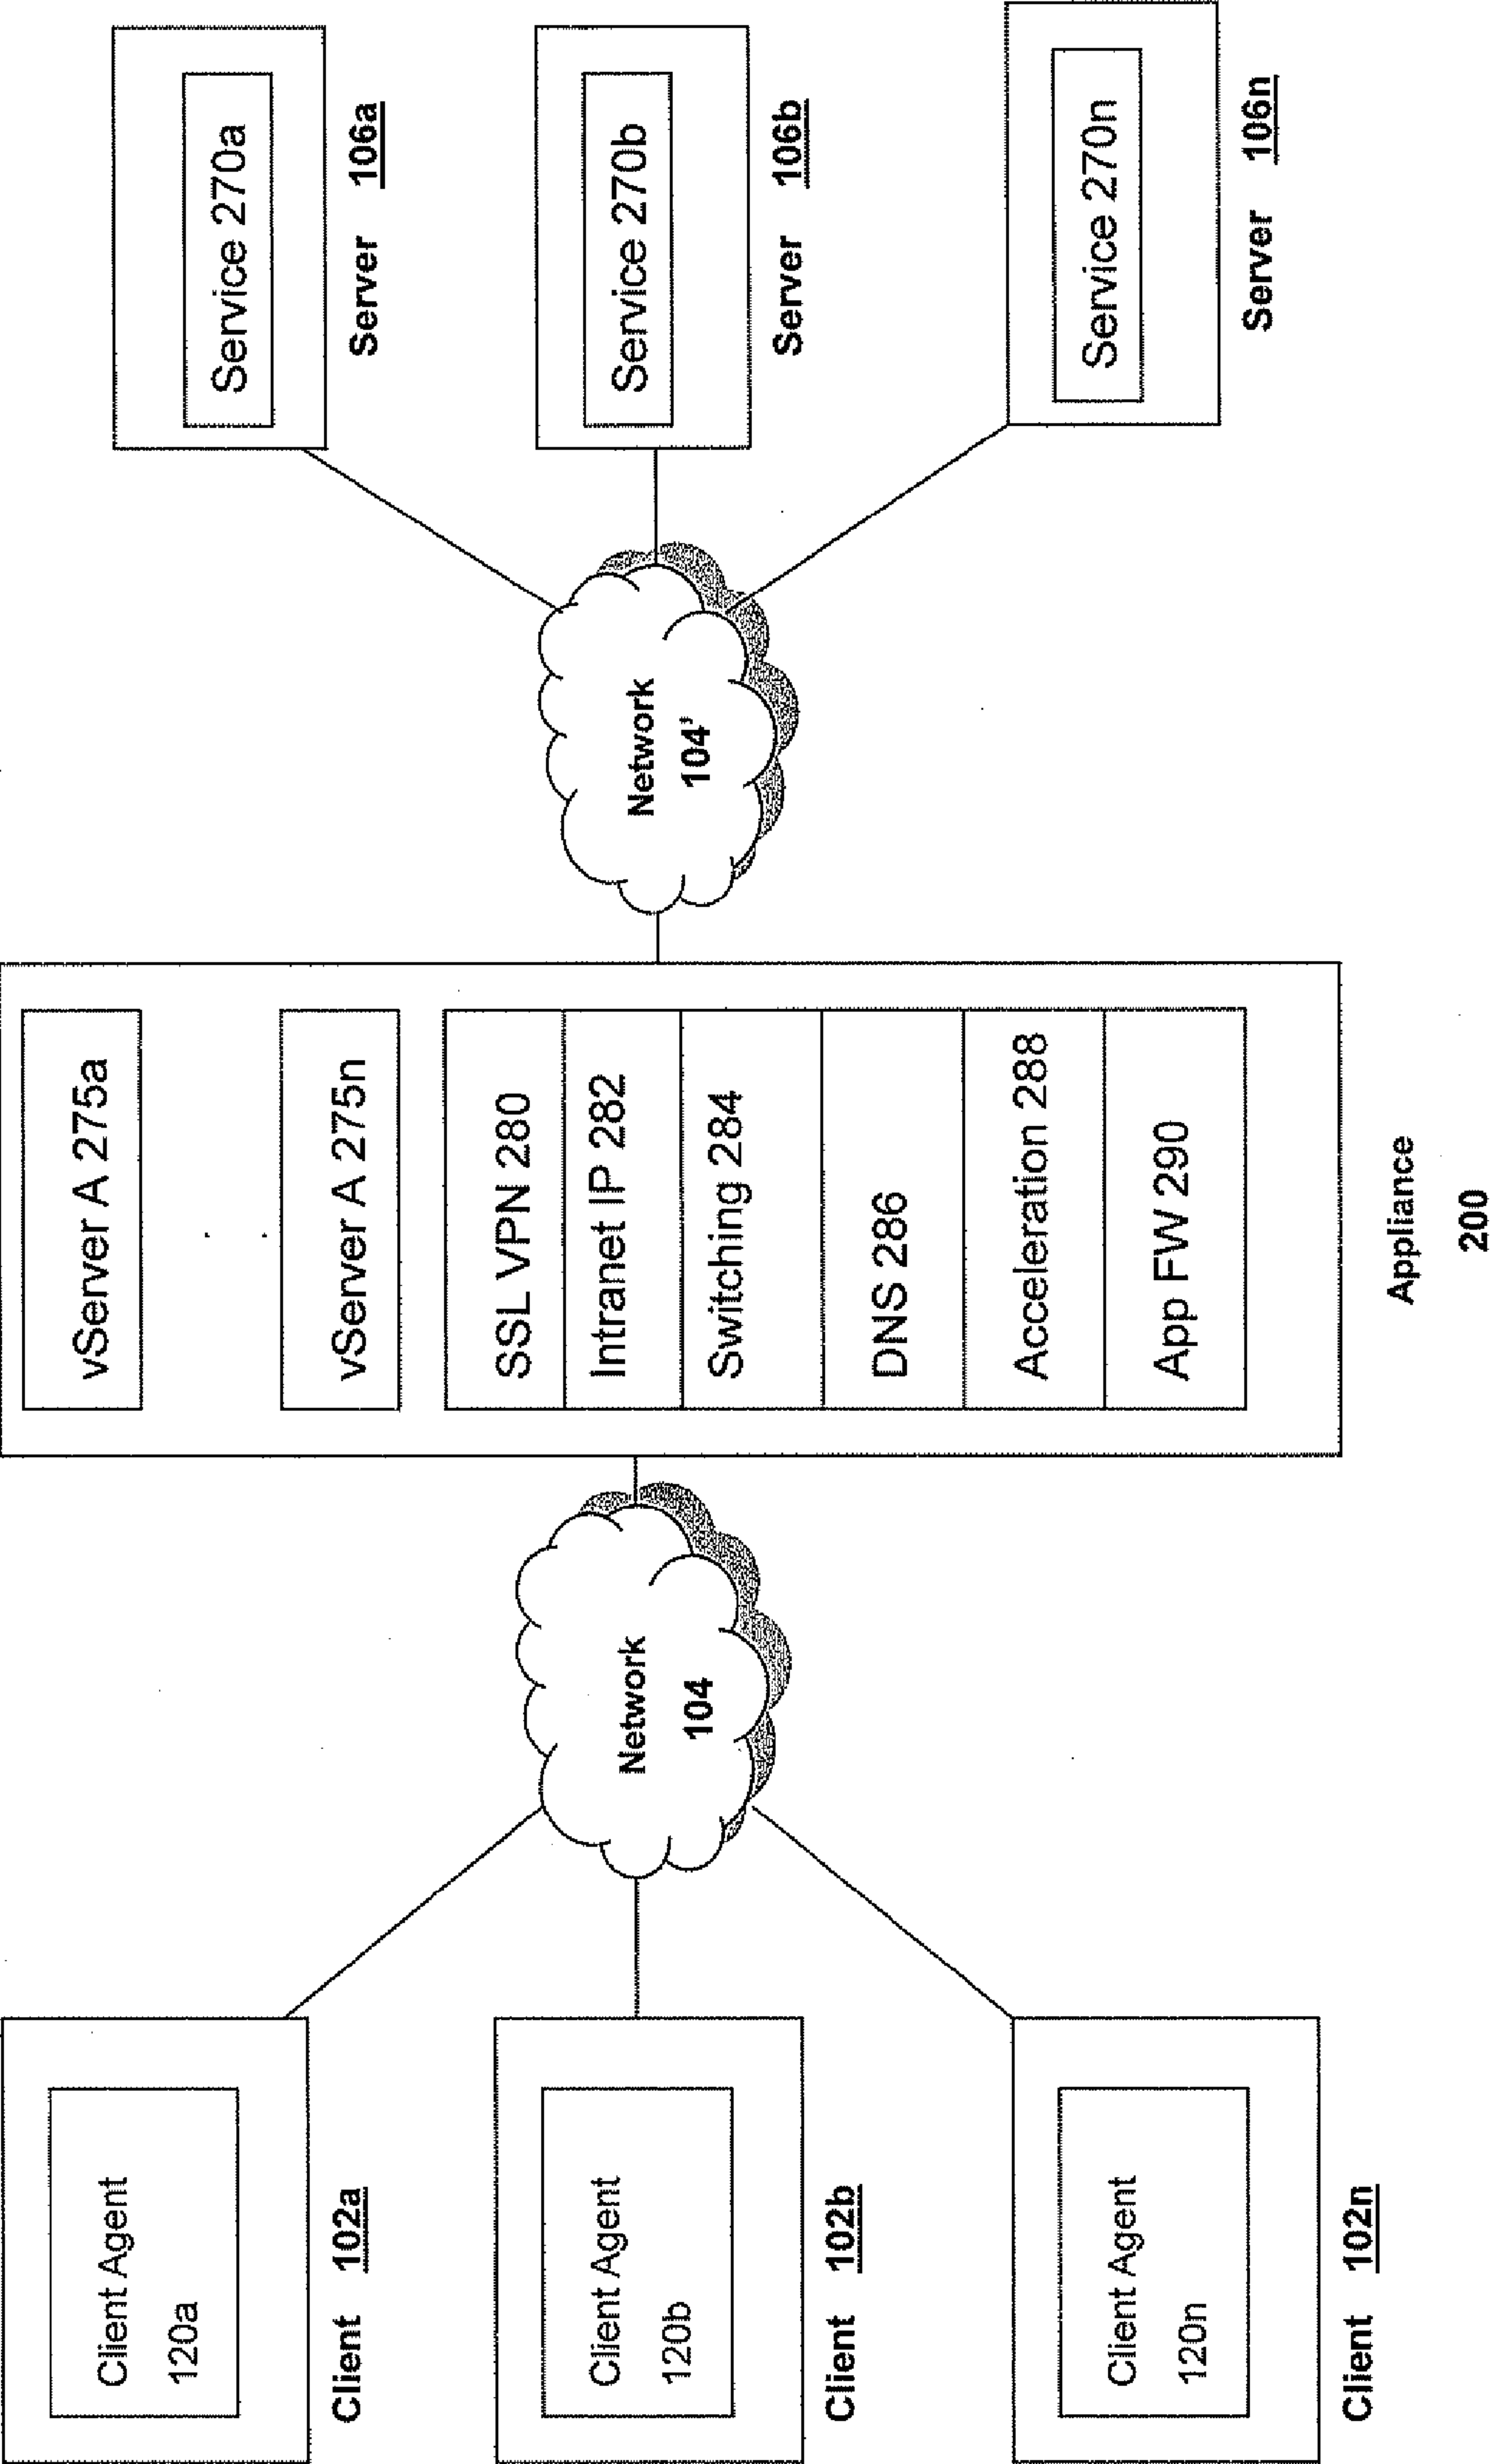 Client Agent
120a
Client 102a
Client Agent
120b
Client 102b
Client Agent
120n
Client 102n
Network
104
vServer A 275a
vServer A 275n
SSL VPN 280
Intranet IP 282
Switching 284
DNS 286
Acceleration 288
App FW 290
Appliance
200
Network
104'
Service 270a
Server 106a
Service 270b
Server 106b
Service 270n
Server 106n